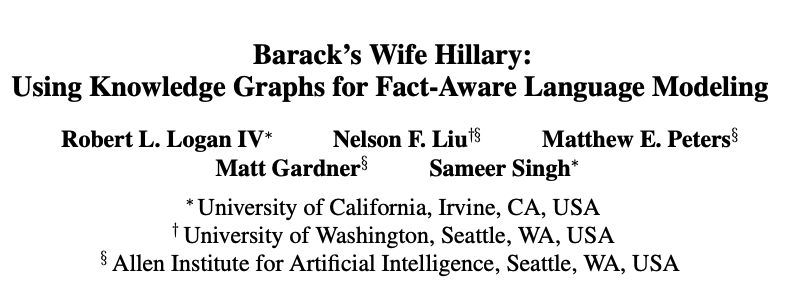 Barack's Wife Hillary:
Using Knowledge Graphs for Fact-Aware Language Modeling
Robert L. Logan IV* Nelson F. Liu†§ Matthew E. Peters§
Matt Gardner§ Sameer Singh*
* University of California, Irvine, CA, USA
† University of Washington, Seattle, WA, USA
§ Allen Institute for Artificial Intelligence, Seattle, WA, USA